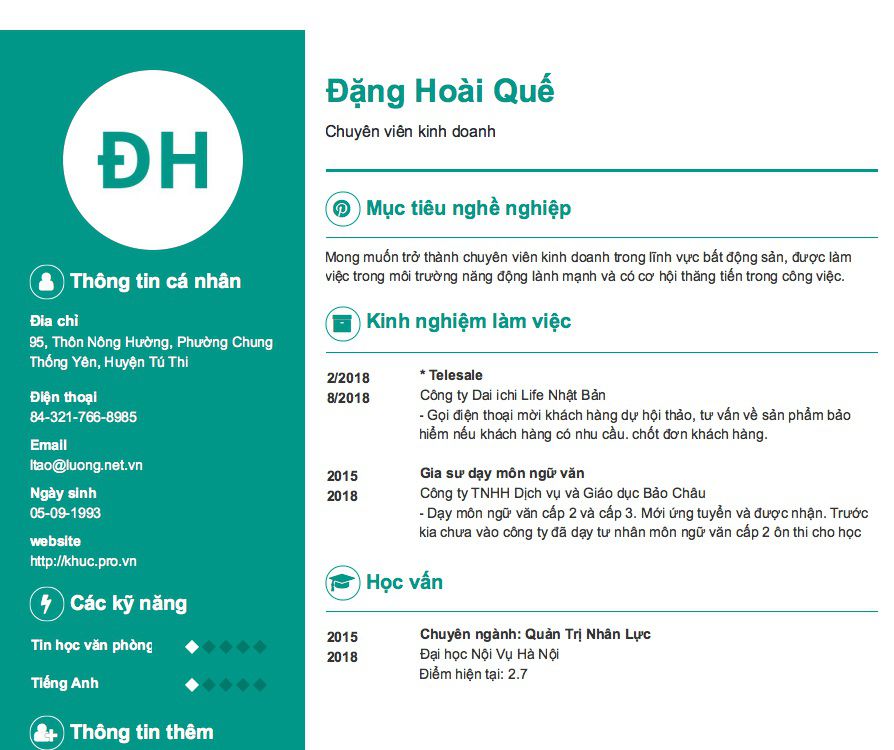 ĐH
Thông tin cá nhân
Địa chỉ
95, Thôn Nông Hường, Phường Chung
Thống Yên, Huyện Tú Thi
Điện thoại
84-321-766-8985
Email
ltao@luong.net.vn
Ngày sinh
05-09-1993
website
http://khuc.pro.vn
Các kỹ năng
Tin học văn phòng
Tiếng Anh
Thông tin thêm
Đặng Hoài Quế
Chuyên viên kinh doanh
Mục tiêu nghề nghiệp
Mong muốn trở thành chuyên viên kinh doanh trong lĩnh vực bất động sản, được làm
việc trong môi trường năng động lành mạnh và có cơ hội thăng tiến trong công việc.
Kinh nghiệm làm việc
2/2018
8/2018
* Telesale
Công ty Dai ichi Life Nhật Bản
- Gọi điện thoại mời khách hàng dự hội thảo, tư vấn về sản phẩm bảo
hiểm nếu khách hàng có nhu cầu. chốt đơn khách hàng.
2015
2018
Gia sư dạy môn ngữ văn
Công ty TNHH Dịch vụ và Giáo dục Bảo Châu
- Dạy môn ngữ văn cấp 2 và cấp 3. Mới ứng tuyển và được nhận. Trước
kia chưa vào công ty đã dạy tư nhân môn ngữ văn cấp 2 ôn thi cho học
Học vấn
2015
2018
Chuyên ngành: Quản Trị Nhân Lực
Đại học Nội Vụ Hà Nội
Điểm hiện tại: 2.7